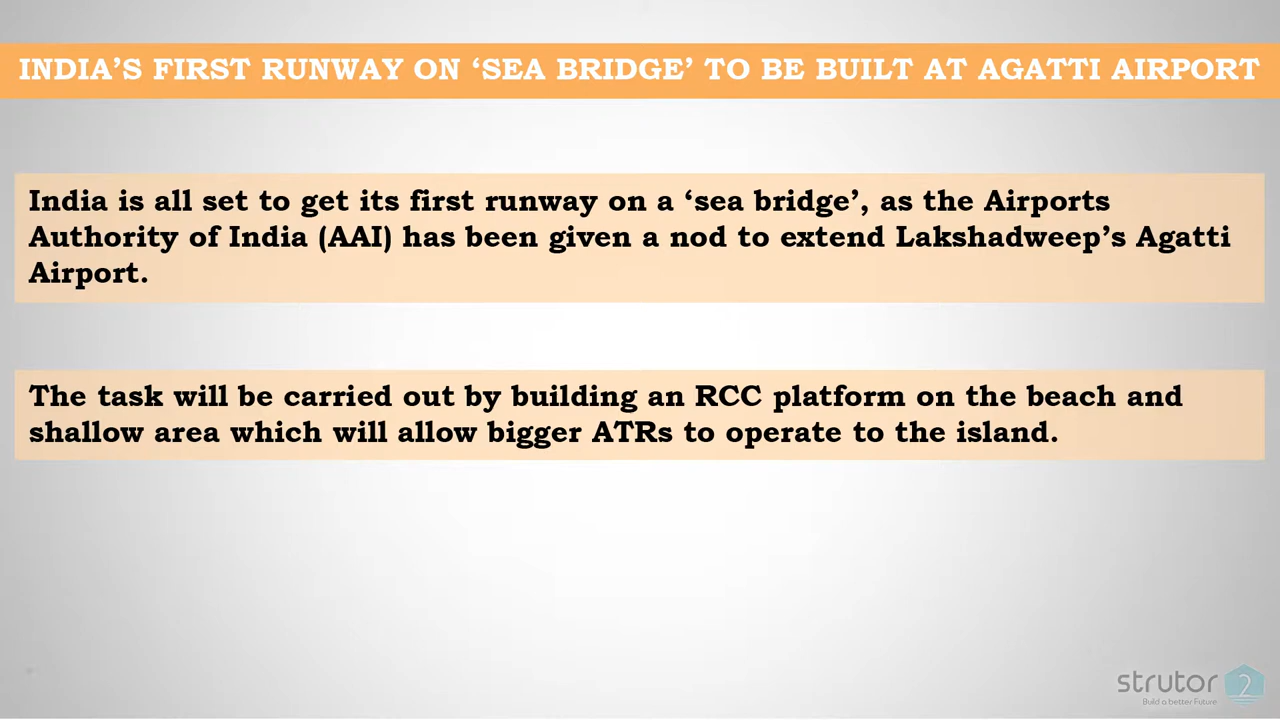 INDIA’S FIRST RUNWAY ON ‘SEA BRIDGE’ TO BE BUILT AT AGATTI AIRPORT
India is all set to get its first runway on a ‘sea bridge’, as the Airports
Authority of India (AAI) has been given a nod to extend Lakshadweep’s Agatti
Airport.
The task will be carried out by building an RCC platform on the beach and
shallow area which will allow bigger ATRs to operate to the island.
strutor 2
Build a better Future